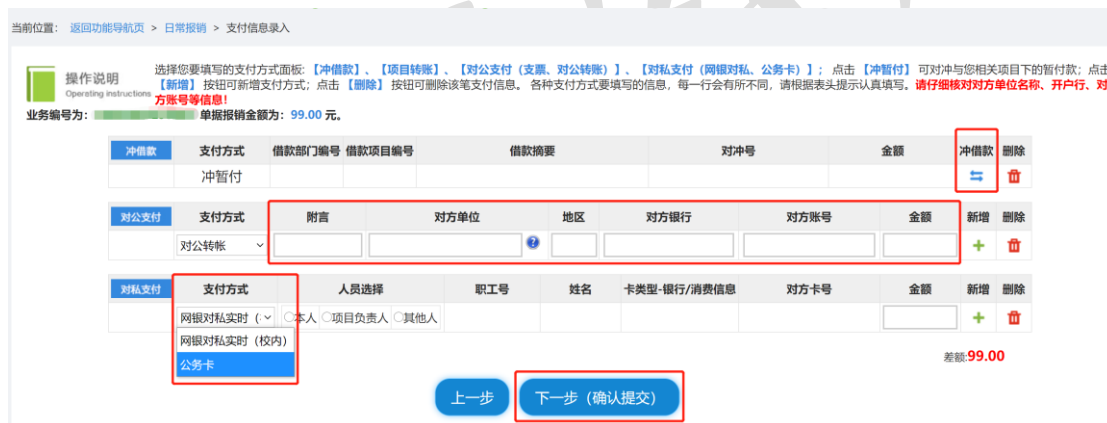 当前位置： 返回功能导航页 > 日常报销 > 支付信息录入
操作说明
Operating instructions
选择您要填写的支付方式面板:【冲借款】、【项目转账】、【对公支付（支票、对公转账）】、【对私支付（网银对私、公务卡）】；点击【冲暂付】可对冲与您相关项目下的暂付款；点击
【新增】按钮可新增支付方式；点击【删除】按钮可删除该笔支付信息。 各种支付方式要填写的信息，每一行会有所不同，请根据表头提示认真填写。请仔细核对对方单位名称、开户行、对
方账号等信息!
业务编号为: 单据报销金额为: 99.00 元。
冲借款 支付方式 借款部门编号 借款项目编号 借款摘要 对冲号 金额 冲借款 删除
冲暂付
对公支付 支付方式 附言 对方单位 地区 对方银行 对方账号 金额 新增 删除
对公转帐
对私支付 支付方式 人员选择 职工号 姓名 卡类型-银行/消费信息 对方卡号 金额 新增 删除
网银对私实时（ 本人 项目负责人 其他人
网银对私实时（校内）
公务卡
差额:99.00
上一步 下一步（确认提交）